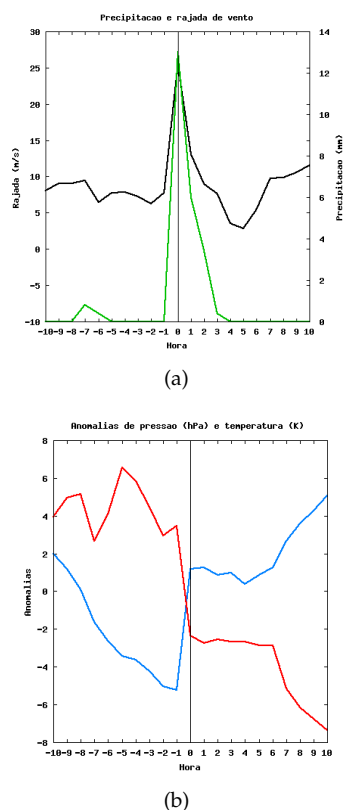 Precipitacao e rajada de vento
30
25
20
15
10
5
0
-5
-10
Rajada (m/s)
14
12
10
8
6
4
2
0
Precipitacao (mm)
-10 -9 -8 -7 -6 -5 -4 -3 -2 -1 0 1 2 3 4 5 6 7 8 9 10
Hora
(a)
Anomalias de pressao (hPa) e temperatura (K)
8
6
4
2
0
-2
-4
-6
-8
Anomalias
-10 -9 -8 -7 -6 -5 -4 -3 -2 -1 0 1 2 3 4 5 6 7 8 9 10
Hora
(b)